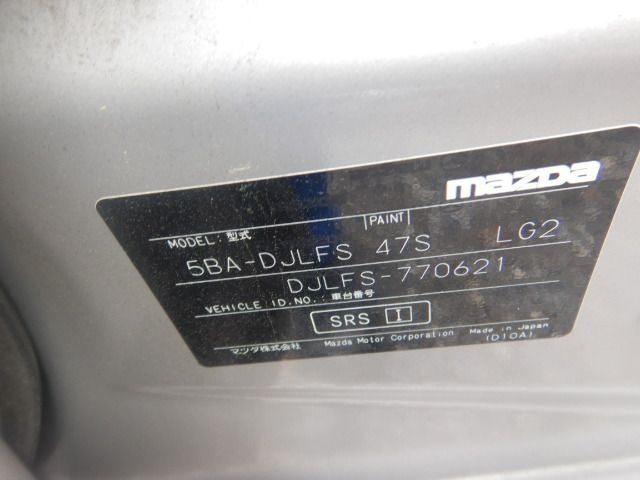 mazda
MODEL: 型式 PAINT
5BA-DJLFS 47S LG2
DJLFS-770621
VEHICLE ID.NO.:車台番号
SRS I
マツダ株式会社 Mazda Motor Corporation Made in Japan
(D10A)